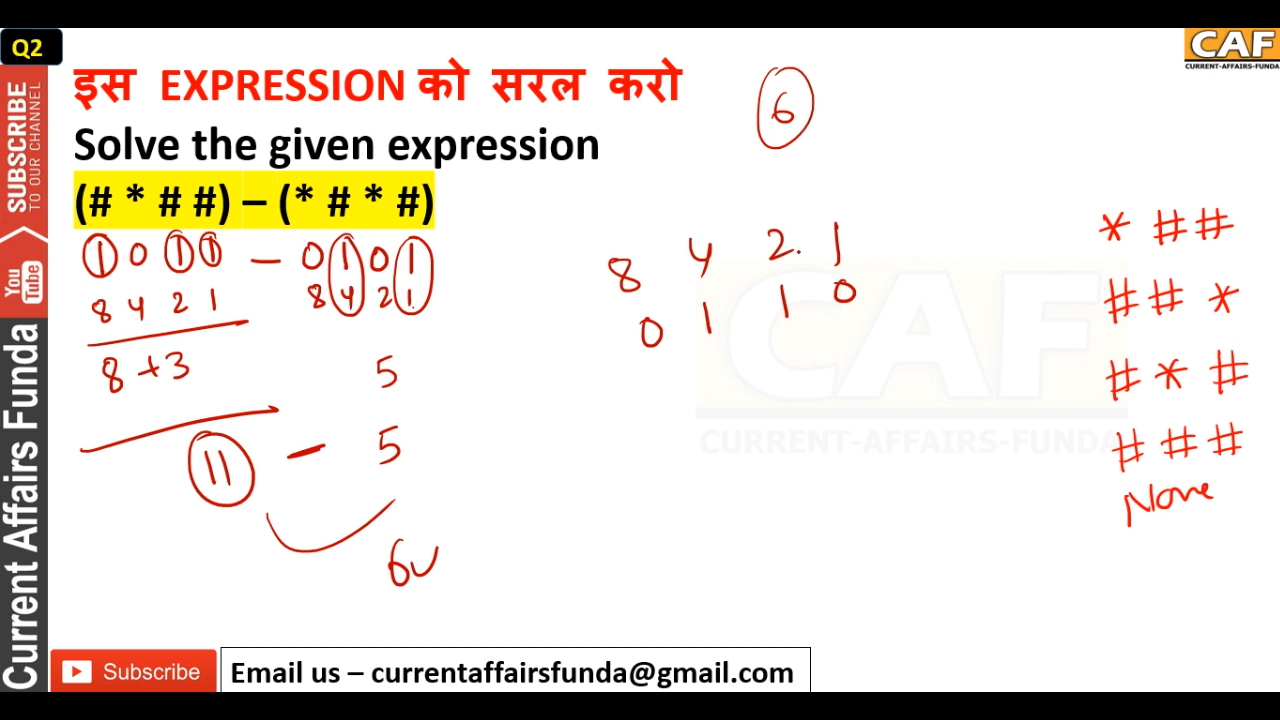 Q2
CAF
CURRENT-AFFAIRS-FUNDA
इस EXPRESSION को सरल करो
6
Solve the given expression
(# * # #) – (* # * #)
1 0 1 1 – 0 1 0 1
8 4 2 1 8 4 2 1
8 + 3 5
11 – 5
6
8 4 2 1
0 1 1 0
* # #
# # *
# * #
# # #
None
CAF
CURRENT-AFFAIRS-FUNDA
SUBSCRIBE
TO OUR CHANNEL
You Tube
Current Affairs Funda
Subscribe
Email us – currentaffairsfunda@gmail.com